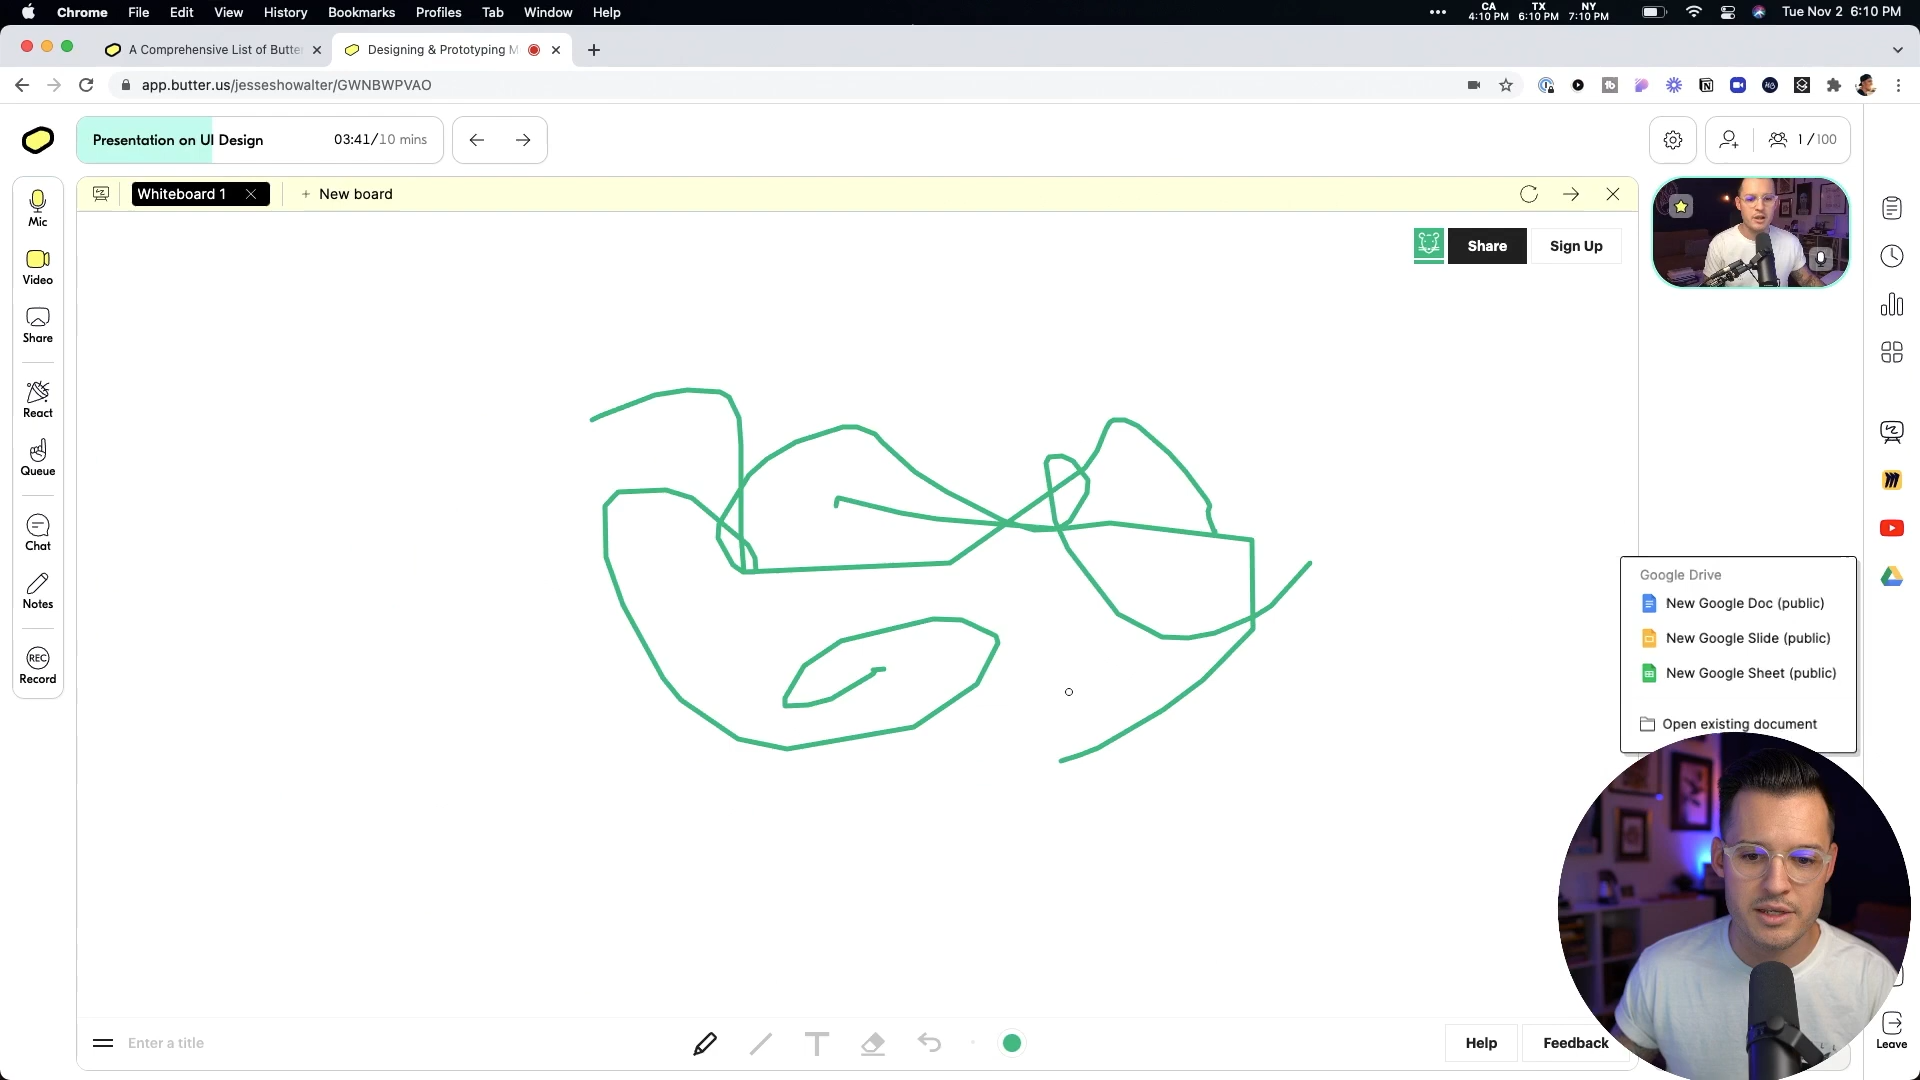 Chrome File Edit View History Bookmarks Profiles Tab Window Help
CA 4:10 PM TX 6:10 PM NY 7:10 PM
Tue Nov 2 6:10 PM
A Comprehensive List of Butte
Designing & Prototyping M
app.butter.us/jesseshowalter/GWNBWPVAO
Presentation on UI Design 03:41/10 mins
1/100
Mic
Video
Share
React
Queue
Chat
Notes
REC
Record
Whiteboard 1
+ New board
Share
Sign Up
Google Drive
New Google Doc (public)
New Google Slide (public)
New Google Sheet (public)
Open existing document
Enter a title
T
Help
Feedback
Leave